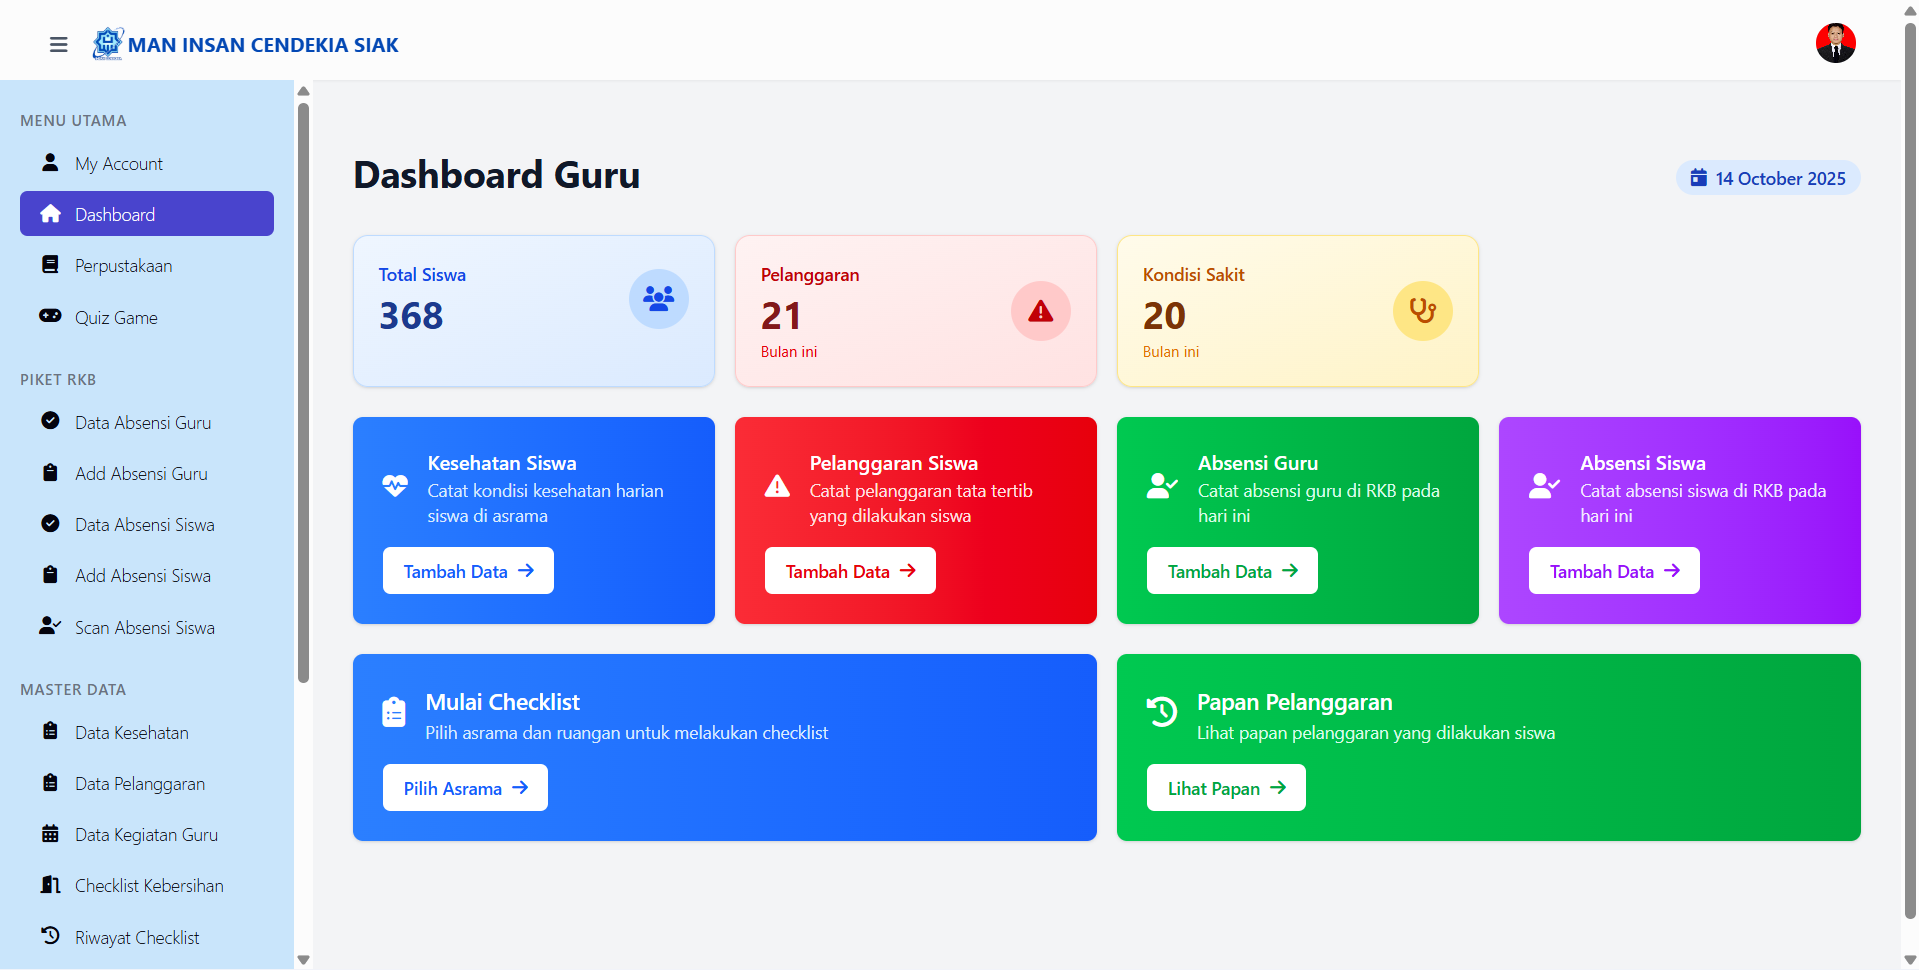 MAN INSAN CENDEKIA SIAK
MENU UTAMA
My Account
Dashboard
Perpustakaan
Quiz Game
PIKET RKB
Data Absensi Guru
Add Absensi Guru
Data Absensi Siswa
Add Absensi Siswa
Scan Absensi Siswa
MASTER DATA
Data Kesehatan
Data Pelanggaran
Data Kegiatan Guru
Checklist Kebersihan
Riwayat Checklist
Dashboard Guru
14 October 2025
Total Siswa
368
Pelanggaran
21
Bulan ini
Kondisi Sakit
20
Bulan ini
Kesehatan Siswa
Catat kondisi kesehatan harian
siswa di asrama
Tambah Data
Pelanggaran Siswa
Catat pelanggaran tata tertib
yang dilakukan siswa
Tambah Data
Absensi Guru
Catat absensi guru di RKB pada
hari ini
Tambah Data
Absensi Siswa
Catat absensi siswa di RKB pada
hari ini
Tambah Data
Mulai Checklist
Pilih asrama dan ruangan untuk melakukan checklist
Pilih Asrama
Papan Pelanggaran
Lihat papan pelanggaran yang dilakukan siswa
Lihat Papan